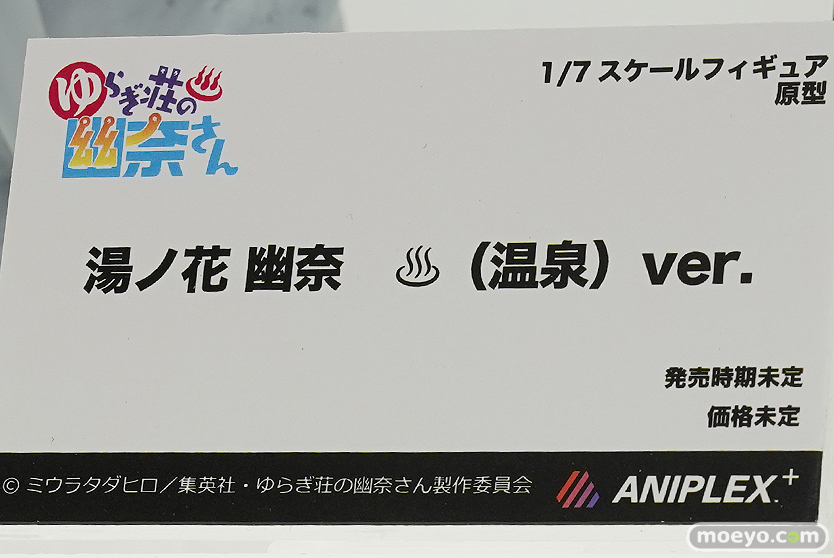 ゆらぎ荘の
幽奈さん
1/7 スケールフィギュア
原型
湯ノ花 幽奈 ♨（温泉）ver.
発売時期未定
価格未定
© ミウラタダヒロ／集英社・ゆらぎ荘の幽奈さん製作委員会
ANIPLEX.+
moeyo.com